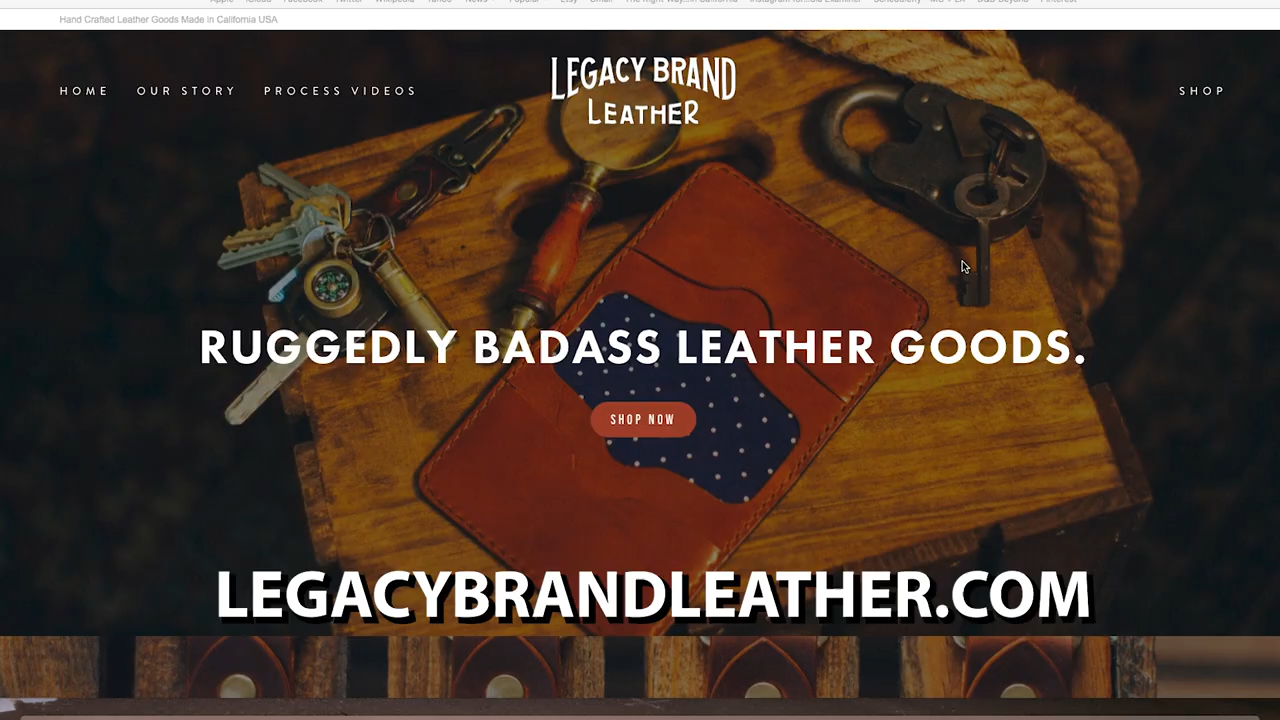 Hand Crafted Leather Goods Made in California USA
LEGACY BRAND
LEATHER
HOME OUR STORY PROCESS VIDEOS
SHOP
RUGGEDLY BADASS LEATHER GOODS.
SHOP NOW
LEGACYBRANDLEATHER.COM